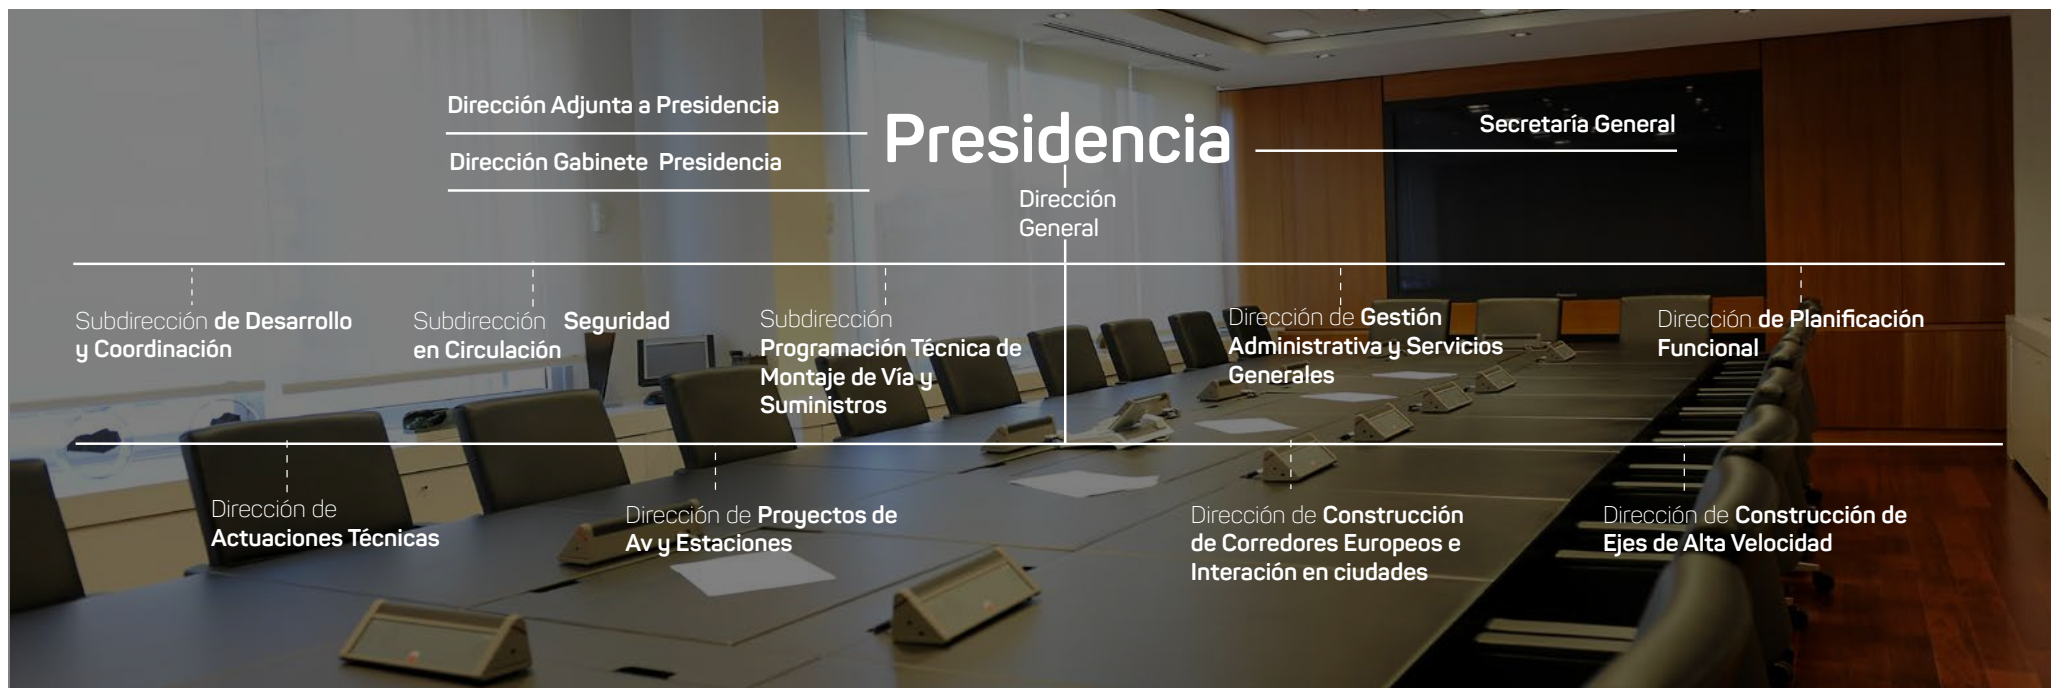 Dirección Adjunta a Presidencia
Dirección Gabinete Presidencia
Presidencia
Secretaría General
Dirección
General
Subdirección de Desarrollo
y Coordinación
Subdirección Seguridad
en Circulación
Subdirección
Programación Técnica de
Montaje de Vía y
Suministros
Dirección de Gestión
Administrativa y Servicios
Generales
Dirección de Planificación
Funcional
Dirección de
Actuaciones Técnicas
Dirección de Proyectos de
Av y Estaciones
Dirección de Construcción
de Corredores Europeos e
Interación en ciudades
Dirección de Construcción de
Ejes de Alta Velocidad